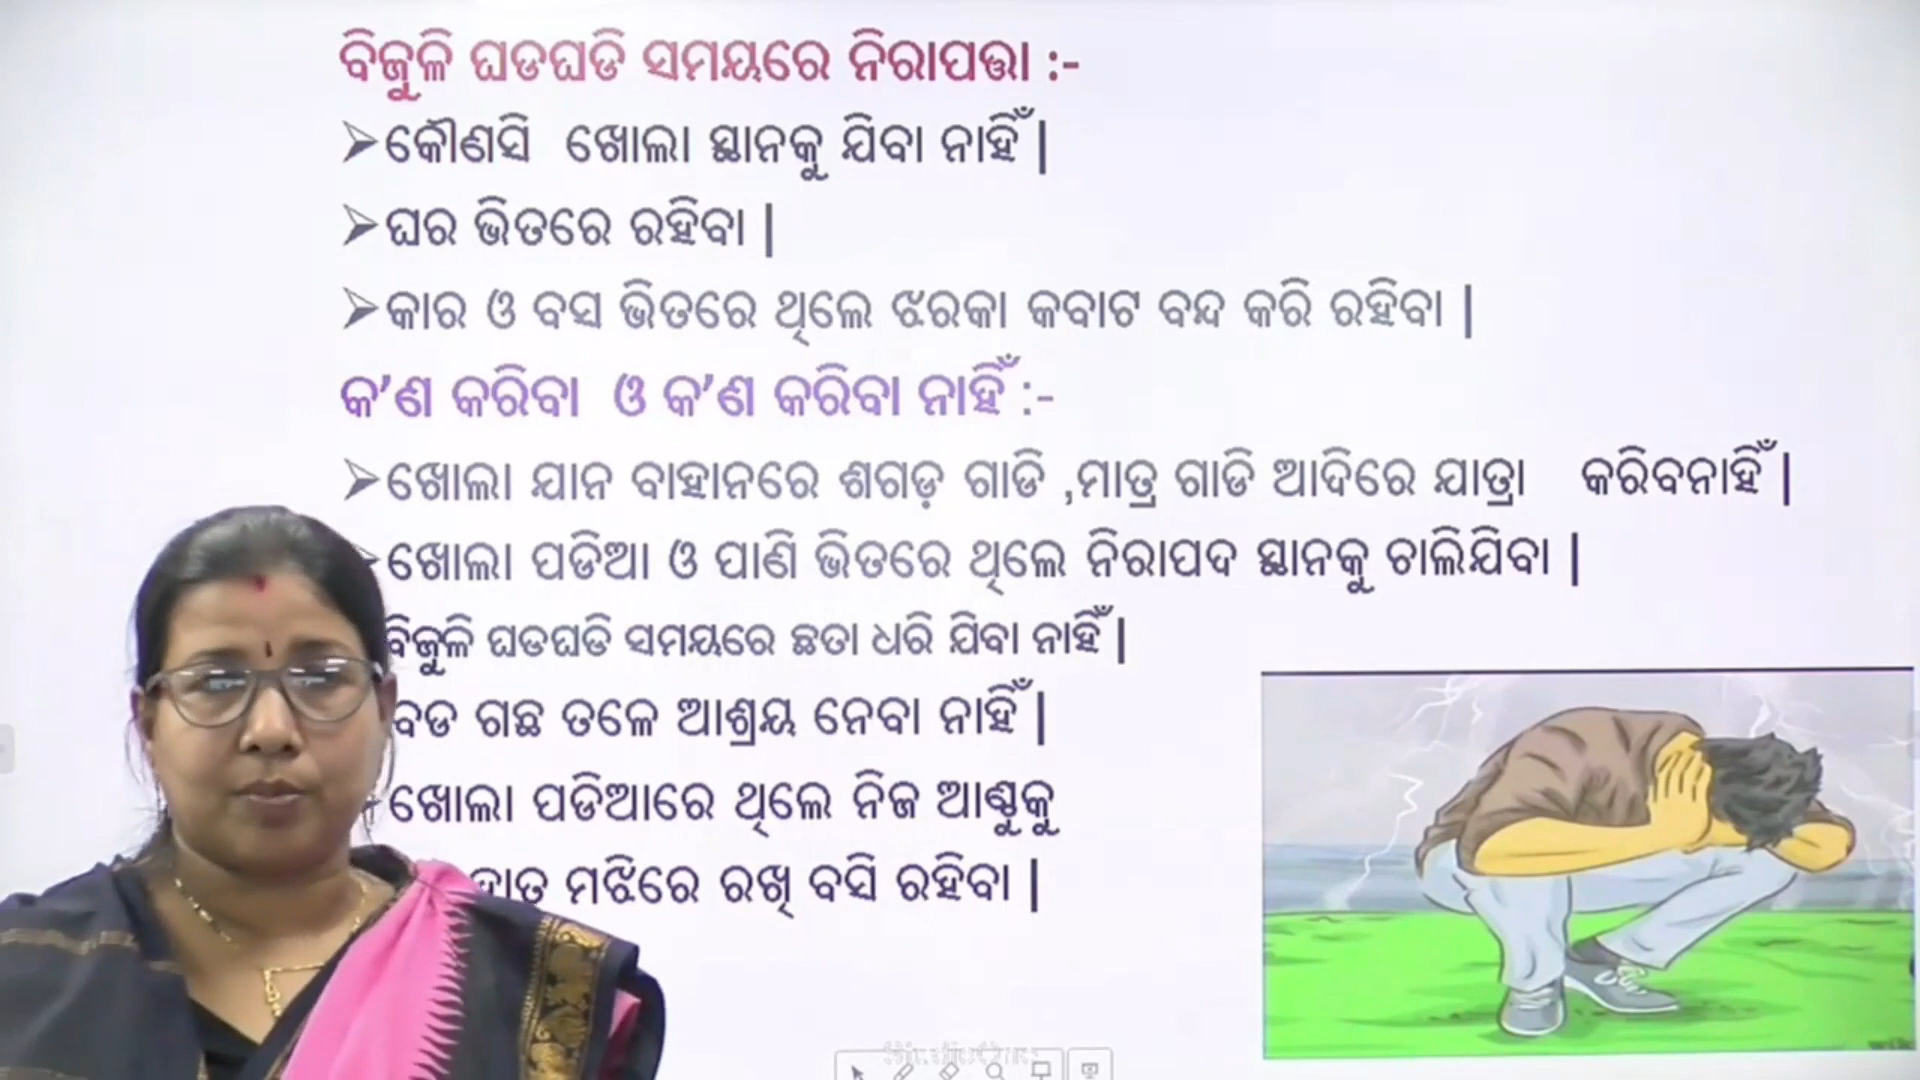 ବିଜୁଳି ଘଡଘଡି ସମୟରେ ନିରାପତ୍ତା :-
➢କୌଣସି ଖୋଲା ସ୍ଥାନକୁ ଯିବା ନାହିଁ |
➢ଘର ଭିତରେ ରହିବା |
➢କାର ଓ ବସ ଭିତରେ ଥିଲେ ଝରକା କବାଟ ବନ୍ଦ କରି ରହିବା |
କ’ଣ କରିବା ଓ କ’ଣ କରିବା ନାହିଁ :-
➢ଖୋଲା ଯାନ ବାହାନରେ ଶଗଡ଼ ଗାଡି ,ମାତ୍ର ଗାଡି ଆଦିରେ ଯାତ୍ରା କରିବନାହିଁ |
ଖୋଲା ପଡିଆ ଓ ପାଣି ଭିତରେ ଥିଲେ ନିରାପଦ ସ୍ଥାନକୁ ଚାଲିଯିବା |
ବିଜୁଳି ଘଡଘଡି ସମୟରେ ଛତା ଧରି ଯିବା ନାହିଁ |
ବଡ ଗଛ ତଳେ ଆଶ୍ରୟ ନେବା ନାହିଁ |
ଖୋଲା ପଡିଆରେ ଥିଲେ ନିଜ ଆଣ୍ଠୁକୁ
ହାତ ମଝିରେ ରଖି ବସି ରହିବା |